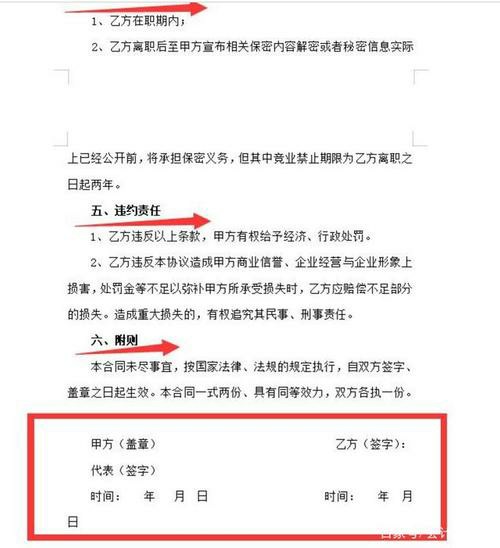 1、乙方在职期内；
2、乙方离职后至甲方宣布相关保密内容解密或者秘密信息实际
上已经公开前，将承担保密义务，但其中竞业禁止期限为乙方离职之
日起两年。
五、违约责任
1、乙方违反以上条款，甲方有权给予经济、行政处罚。
2、乙方违反本协议造成甲方商业信誉、企业经营与企业形象上
损害，处罚金等不足以弥补甲方所承受损失时，乙方应赔偿不足部分
的损失。造成重大损失的，有权追究其民事、刑事责任。
六、附则
本合同未尽事宜，按国家法律、法规的规定执行，自双方签字、
盖章之日起生效。本合同一式两份、具有同等效力，双方各执一份。
甲方（盖章） 乙方（签字）：
代表（签字）
时间： 年 月 日 时间： 年 月
日